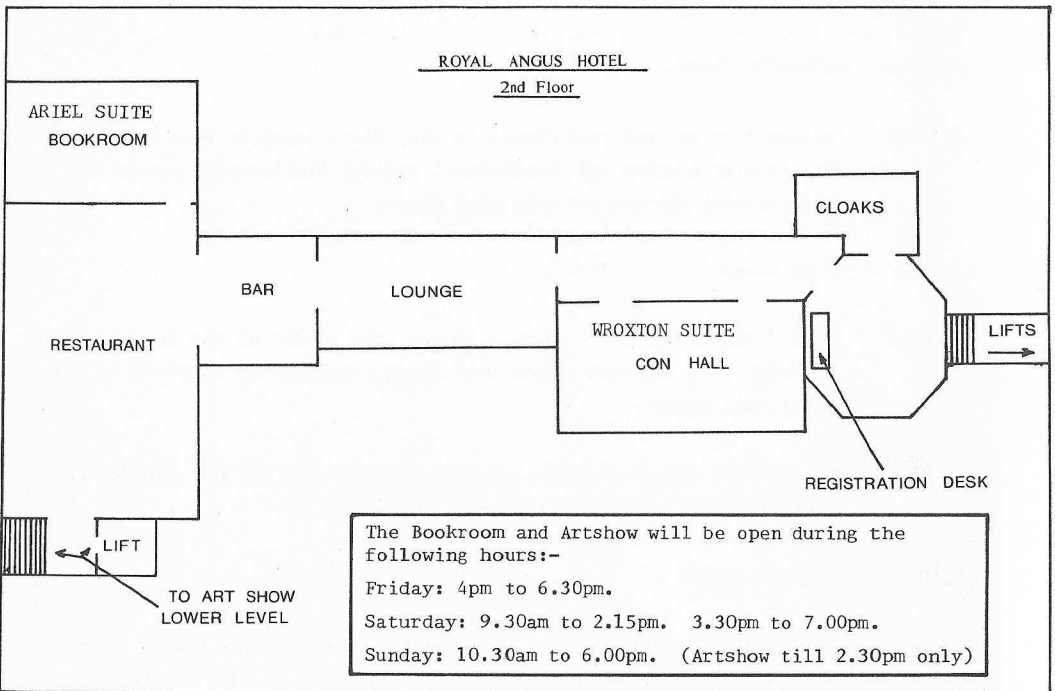 ROYAL ANGUS HOTEL
2nd Floor
ARIEL SUITE
BOOKROOM
CLOAKS
BAR
LOUNGE
RESTAURANT
WROXTON SUITE
CON HALL
LIFTS
REGISTRATION DESK
LIFT
TO ART SHOW
LOWER LEVEL
The Bookroom and Artshow will be open during the
following hours:-
Friday: 4pm to 6.30pm.
Saturday: 9.30am to 2.15pm. 3.30pm to 7.00pm.
Sunday: 10.30am to 6.00pm. (Artshow till 2.30pm only)